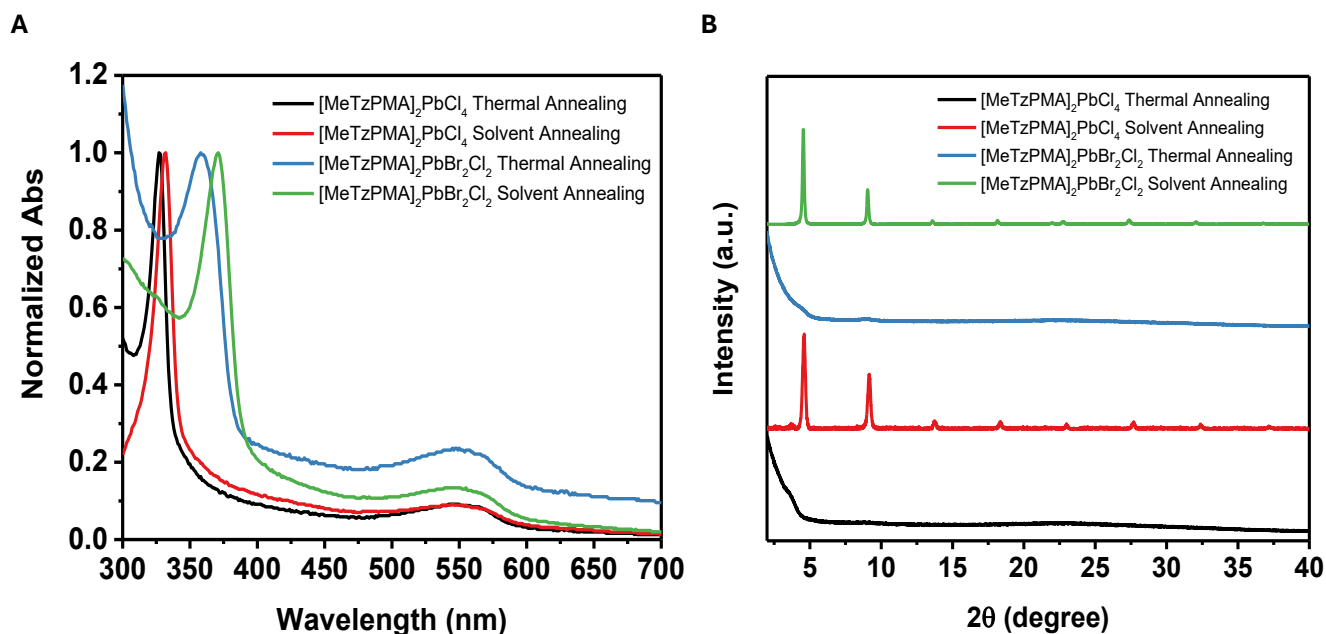 A
Normalized Abs
1.2
1.0
0.8
0.6
0.4
0.2
0.0
[MeTzPMA]₂PbCl₄ Thermal Annealing
[MeTzPMA]₂PbCl₄ Solvent Annealing
[MeTzPMA]₂PbBr₂Cl₂ Thermal Annealing
[MeTzPMA]₂PbBr₂Cl₂ Solvent Annealing
300 350 400 450 500 550 600 650 700
Wavelength (nm)
B
Intensity (a.u.)
[MeTzPMA]₂PbCl₄ Thermal Annealing
[MeTzPMA]₂PbCl₄ Solvent Annealing
[MeTzPMA]₂PbBr₂Cl₂ Thermal Annealing
[MeTzPMA]₂PbBr₂Cl₂ Solvent Annealing
5 10 15 20 25 30 35 40
2θ (degree)